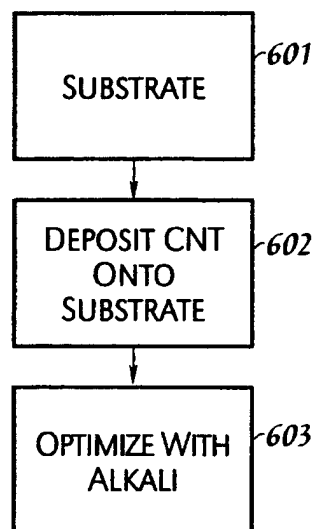 SUBSTRATE
601
DEPOSIT CNT
ONTO
SUBSTRATE
602
OPTIMIZE WITH
ALKALI
603